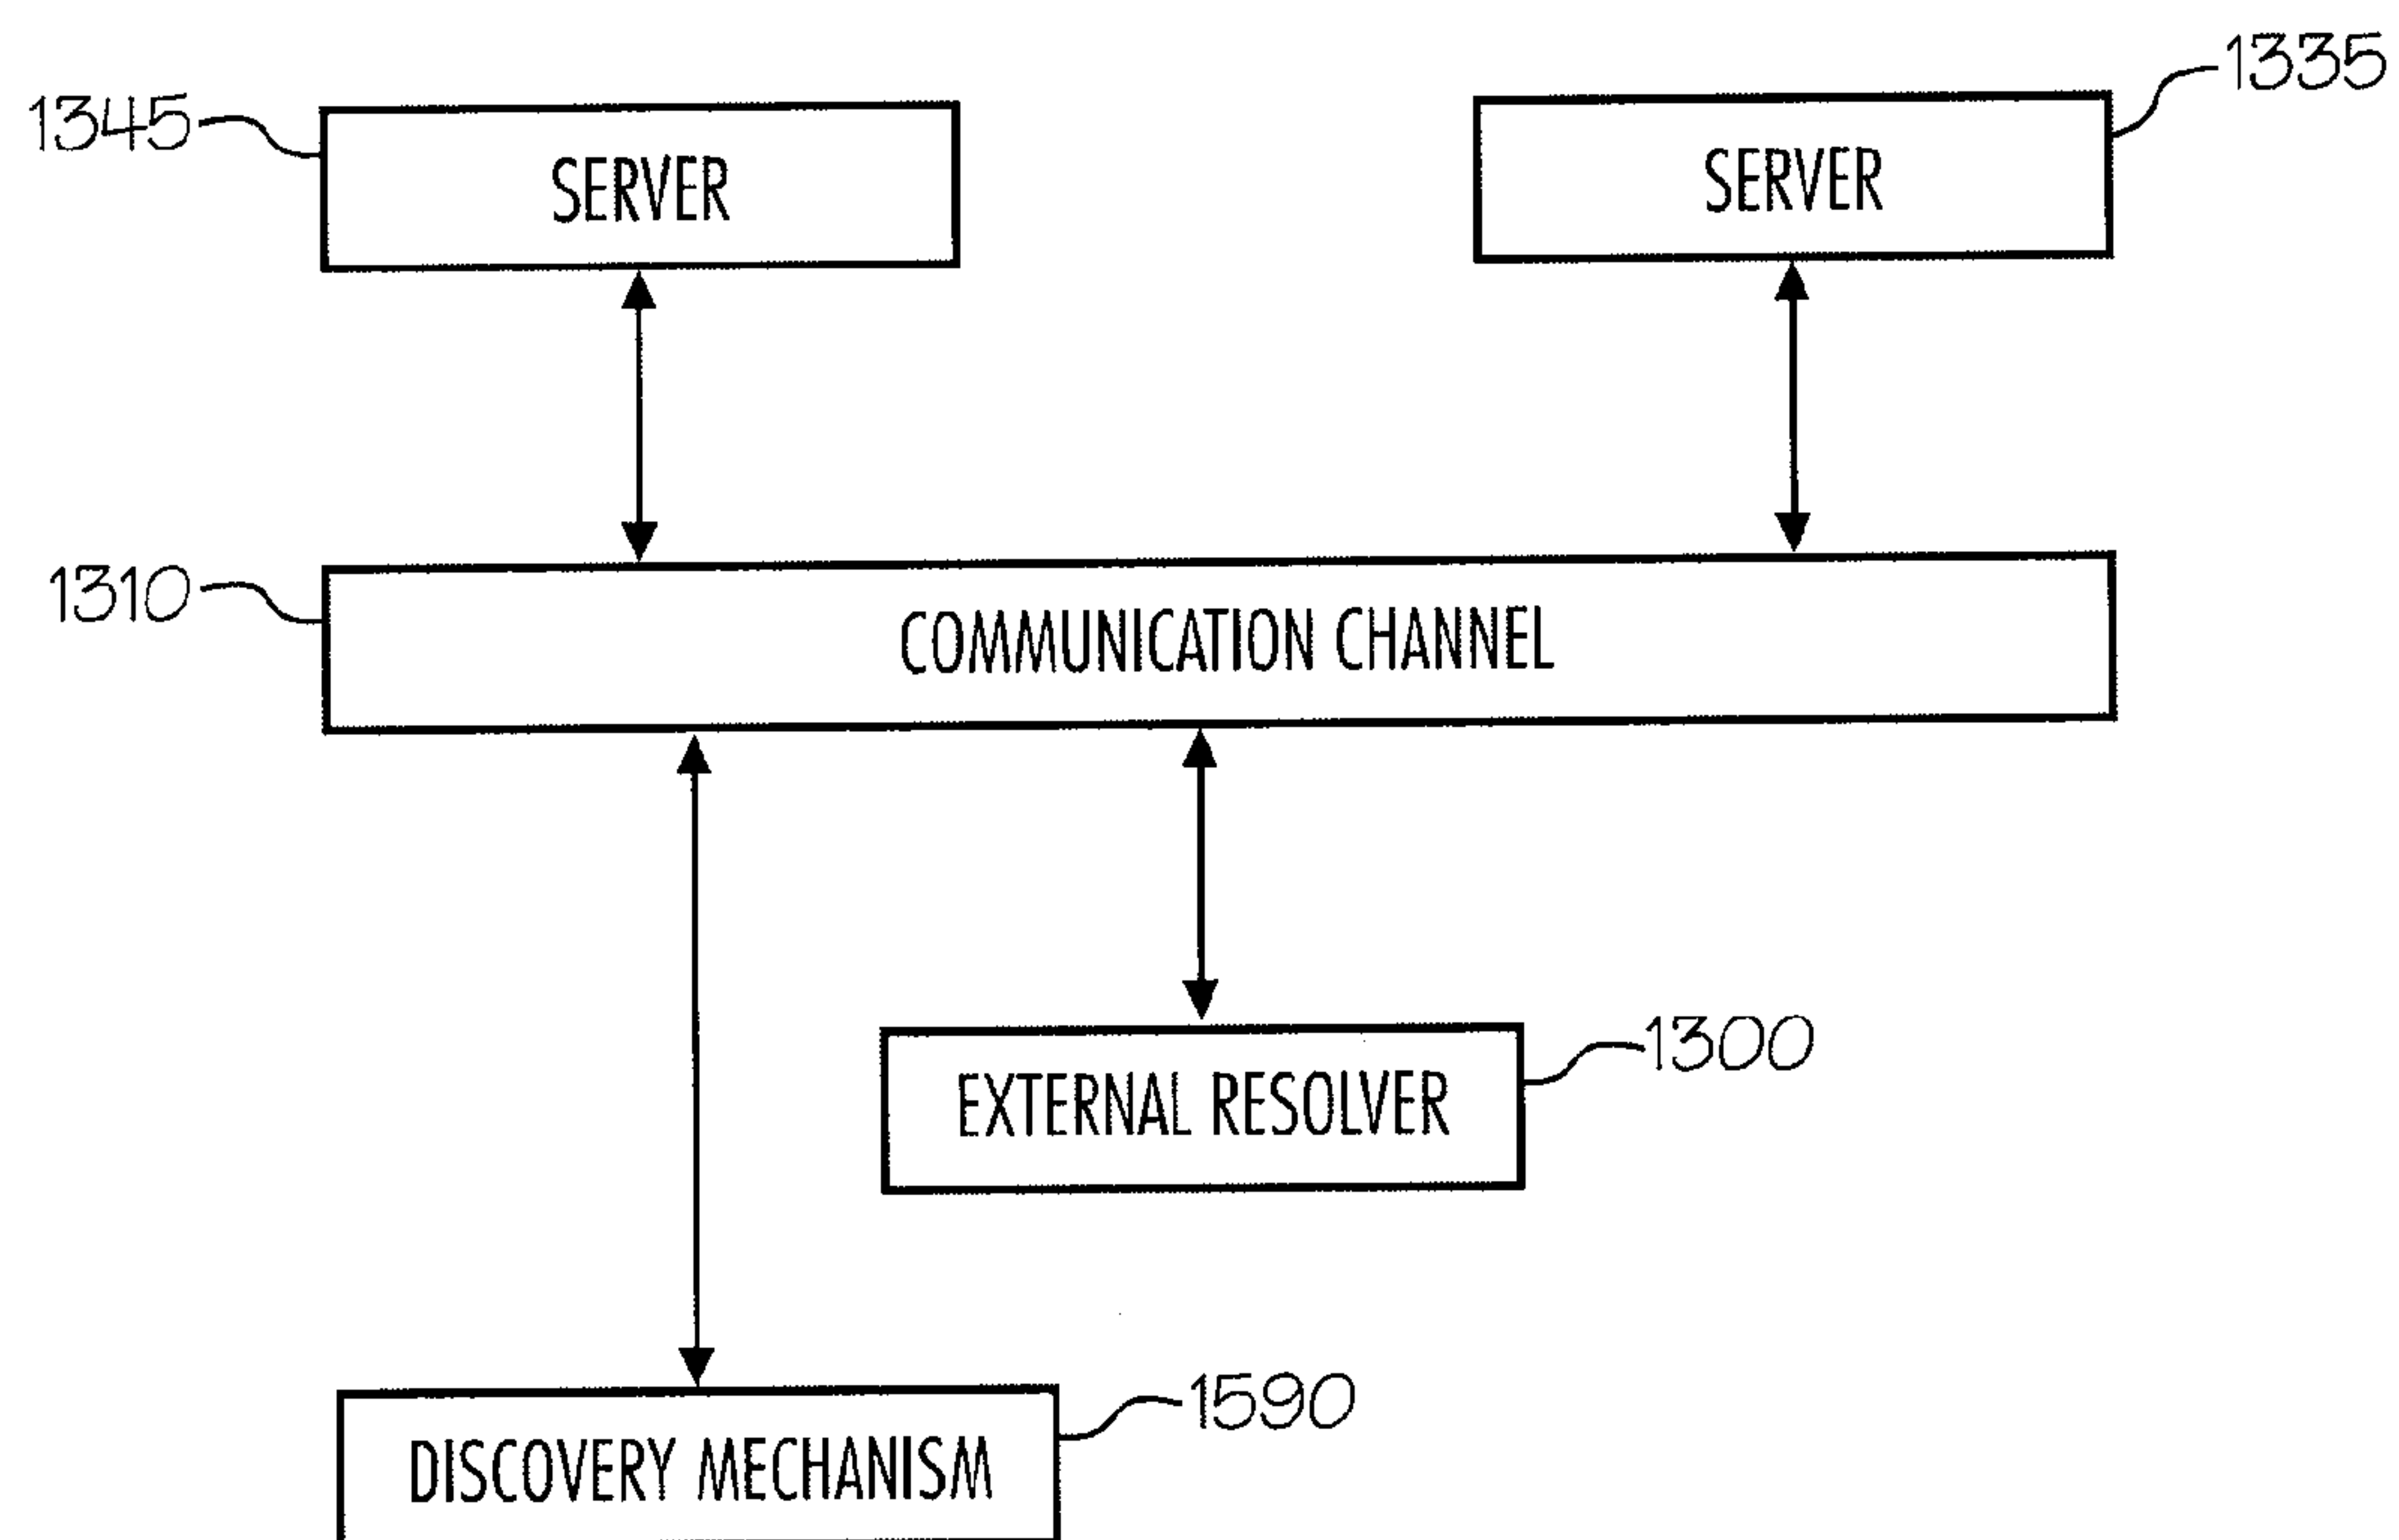 1335
1345
SERVER
SERVER
1310
COMMUNICATION CHANNEL
1300
EXTERNAL RESOLVER
1590
DISCOVERY MECHANISM